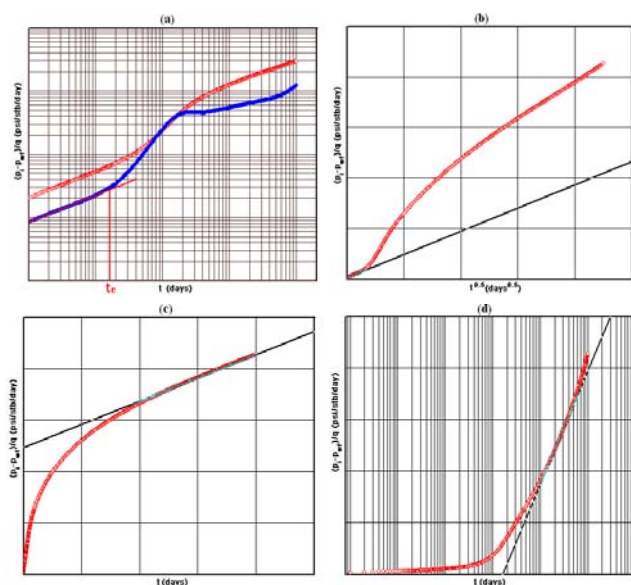 (a)
(b)
(p_i-p_wf)/q (psi/stb/day)
(p_i-p_wf)/q (psi/stb/day)
t_e
t (days)
t^0.5(days^0.5)
(c)
(d)
(p_i-p_wf)/q (psi/stb/day)
(p_i-p_wf)/q (psi/stb/day)
t(days)
t (days)